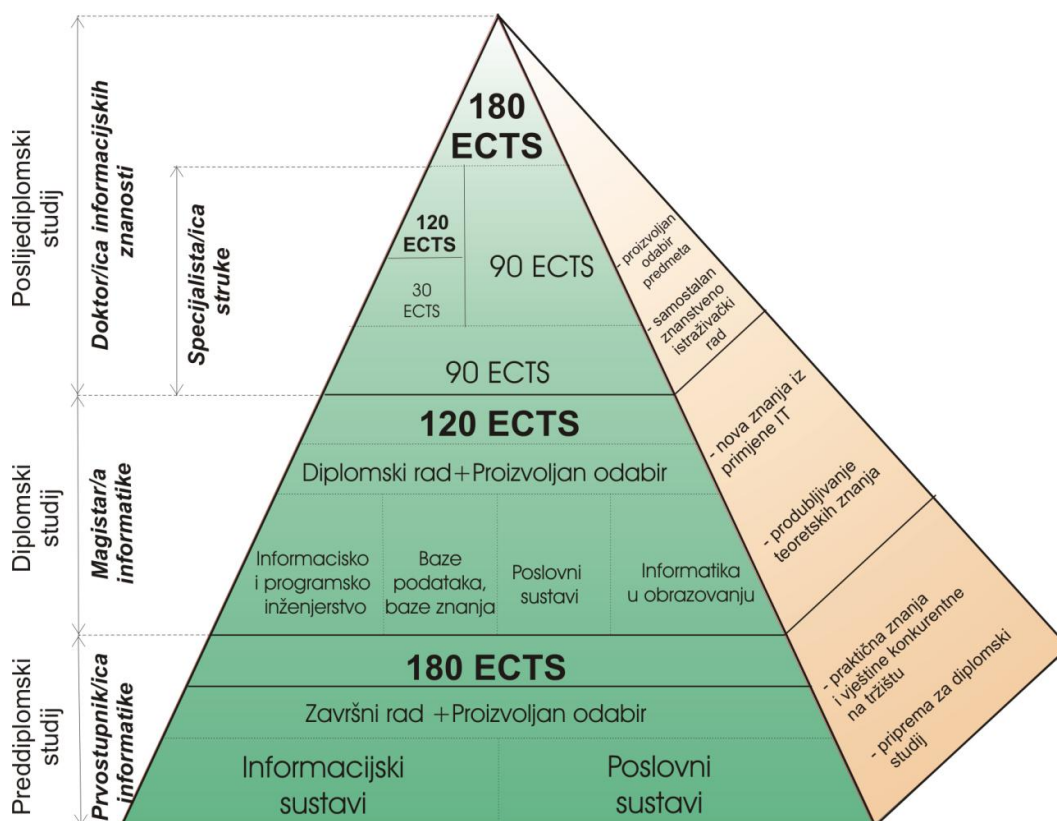 Poslijediplomski
studij
Doktor/ica informacijskih
znanosti
Specijalista/ica
struke
180
ECTS
120
ECTS
30
ECTS
90 ECTS
90 ECTS
- proizvoljan
odabir
predmeta
- samostalan
znanstveno
istraživački
rad
Diplomski
studij
Magistar/a
informatike
120 ECTS
Diplomski rad+Proizvoljan odabir
Informacisko
i programsko
inženjerstvo
Baze
podataka,
baze znanja
Poslovni
sustavi
Informatika
u obrazovanju
- nova znanja iz
primjene IT
- produbljivanje
teoretskih znanja
Preddiplomski
studij
Prvostupnik/ica
informatike
180 ECTS
Završni rad +Proizvoljan odabir
Informacijski
sustavi
Poslovni
sustavi
- praktična znanja
i vještine konkurentne
na tržištu
- priprema za diplomski
studij